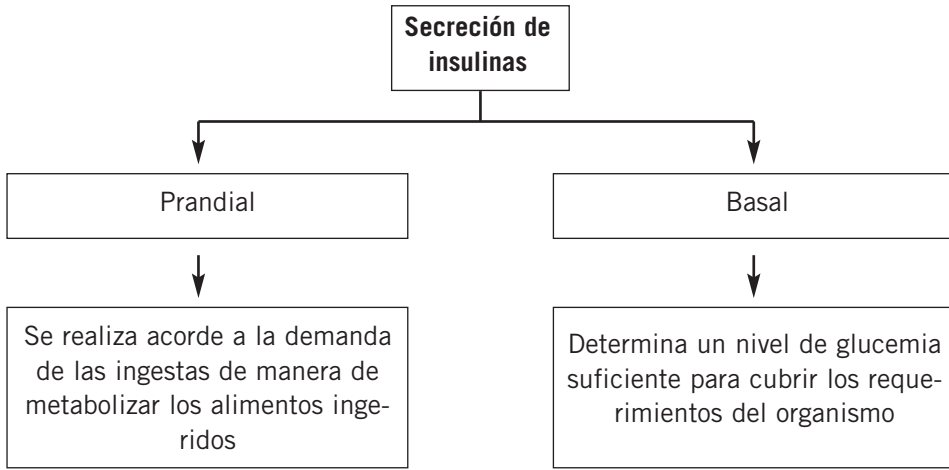 Secreción de
insulinas
Prandial
Basal
Se realiza acorde a la demanda
de las ingestas de manera de
metabolizar los alimentos inge-
ridos
Determina un nivel de glucemia
suficiente para cubrir los reque-
rimientos del organismo